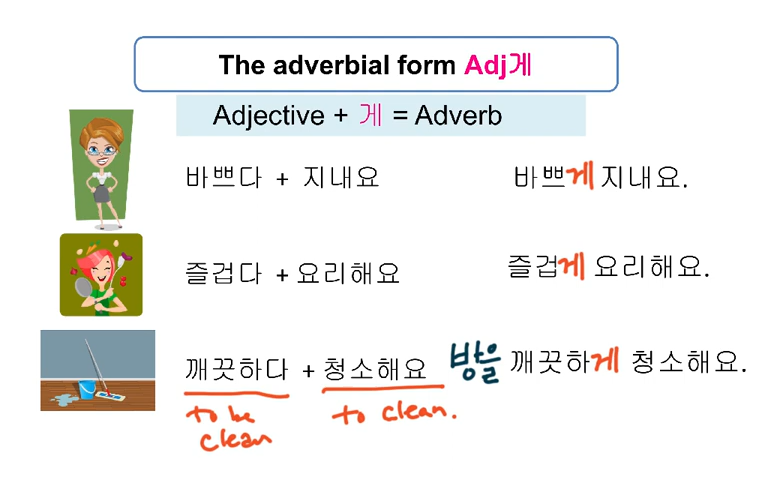 The adverbial form Adj게
Adjective + 게 = Adverb
바쁘다 + 지내요 바쁘게 지내요.
즐겁다 + 요리해요 즐겁게 요리해요.
깨끗하다 + 청소해요 방을 깨끗하게 청소해요.
to be to clean.
clean